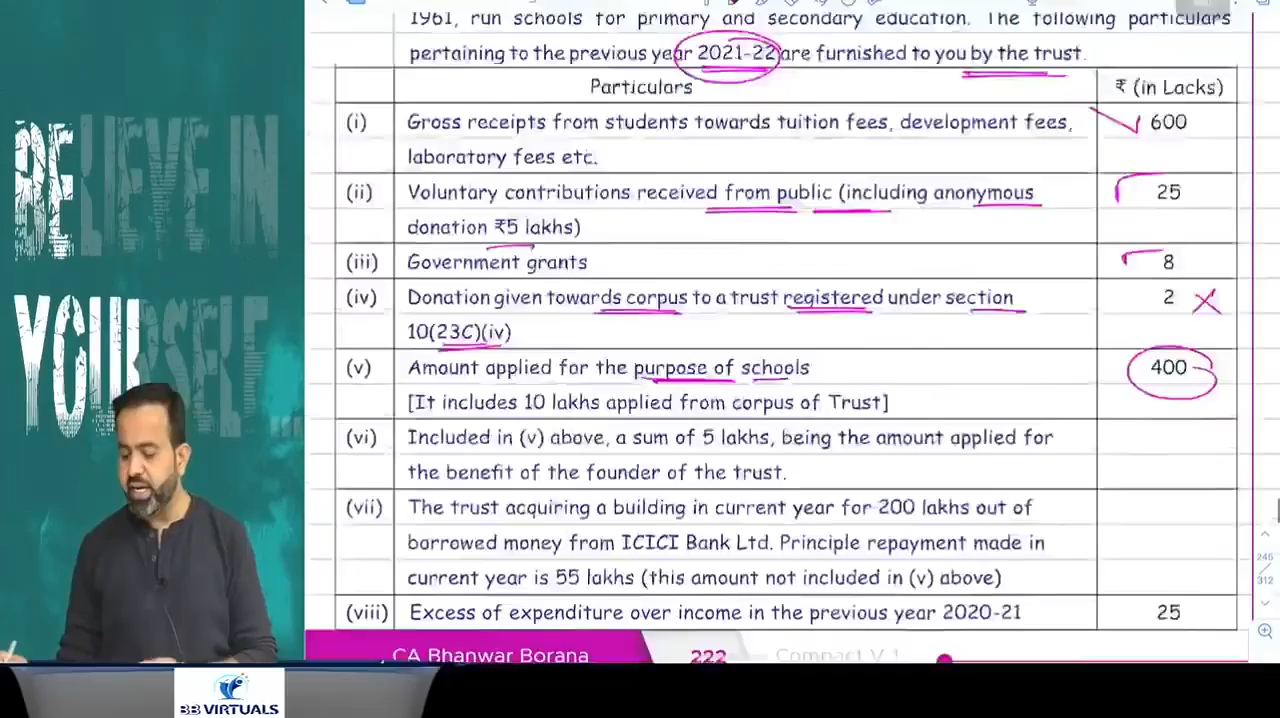 BELIEVE IN
YOURSELF
1961, run schools for primary and secondary education. The following particulars
pertaining to the previous year 2021-22 are furnished to you by the trust.
Particulars ₹ (in Lacks)
(i) Gross receipts from students towards tuition fees, development fees, 600
laboratory fees etc.
(ii) Voluntary contributions received from public (including anonymous 25
donation ₹5 lakhs)
(iii) Government grants 8
(iv) Donation given towards corpus to a trust registered under section 2
10(23C)(iv)
(v) Amount applied for the purpose of schools 400
[It includes 10 lakhs applied from corpus of Trust]
(vi) Included in (v) above, a sum of 5 lakhs, being the amount applied for
the benefit of the founder of the trust.
(vii) The trust acquiring a building in current year for 200 lakhs out of
borrowed money from ICICI Bank Ltd. Principle repayment made in
current year is 55 lakhs (this amount not included in (v) above)
(viii) Excess of expenditure over income in the previous year 2020-21 25
CA Bhanwar Borana 222 Compact V.1
246
312
BB VIRTUALS